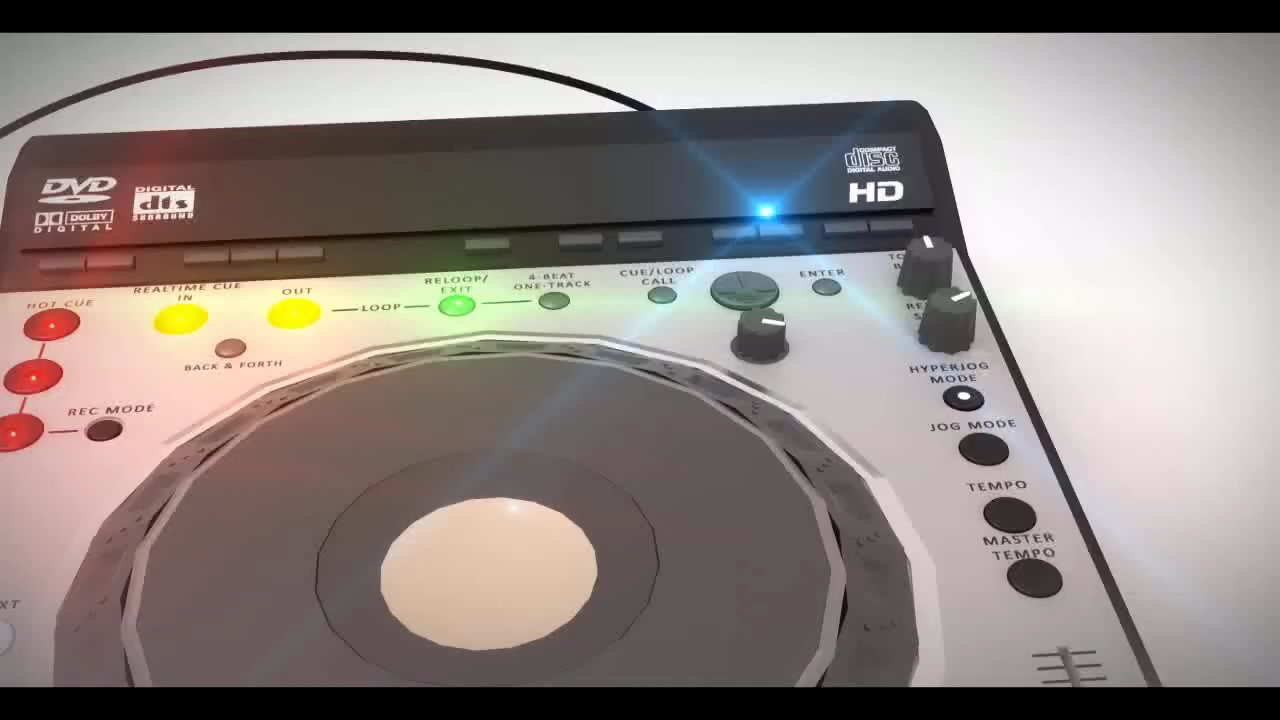 DVD
DOLBY
DIGITAL
DIGITAL
dts
SURROUND
COMPACT
disc
DIGITAL AUDIO
HD
HOT CUE
REALTIME CUE
IN
OUT
LOOP
RELOOP/
EXIT
4-BEAT
ONE-TRACK
CUE/LOOP
CALL
ENTER
BACK & FORTH
REC MODE
HYPERJOG
MODE
JOG MODE
TEMPO
MASTER
TEMPO